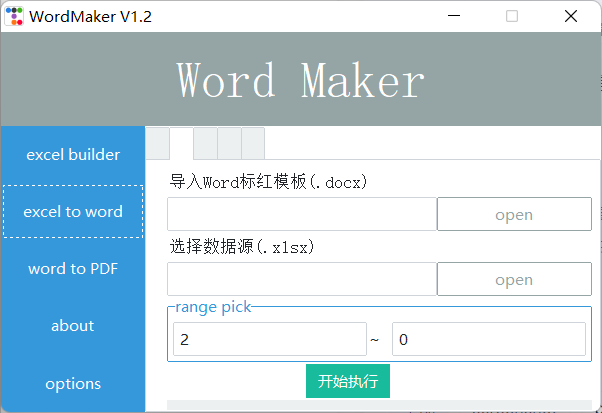 WordMaker V1.2
Word Maker
excel builder
excel to word
word to PDF
about
options
导入Word标红模板(.docx)
open
选择数据源(.xlsx)
open
range pick
2 ~ 0
开始执行